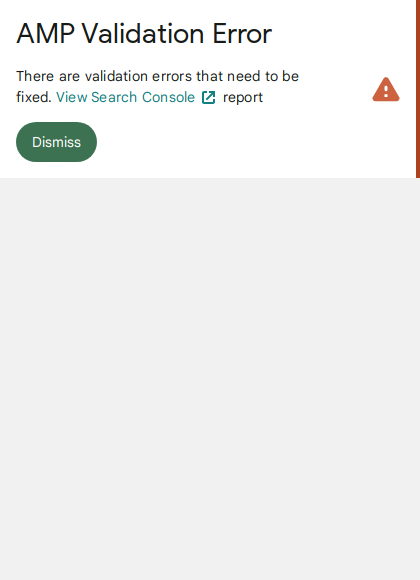 AMP Validation Error
There are validation errors that need to be
fixed. View Search Console report
Dismiss